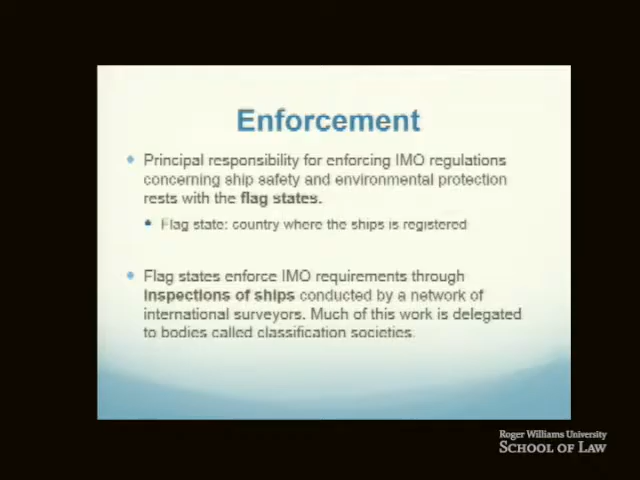 Enforcement
Principal responsibility for enforcing IMO regulations
concerning ship safety and environmental protection
rests with the flag states.
Flag state: country where the ships is registered
Flag states enforce IMO requirements through
inspections of ships conducted by a network of
international surveyors. Much of this work is delegated
to bodies called classification societies.
Roger Williams University
SCHOOL OF LAW